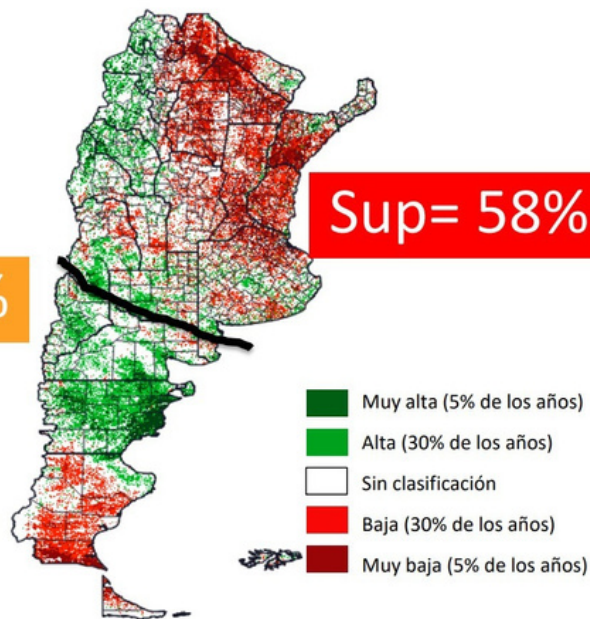 Sup= 58%
%
Muy alta (5% de los años)
Alta (30% de los años)
Sin clasificación
Baja (30% de los años)
Muy baja (5% de los años)